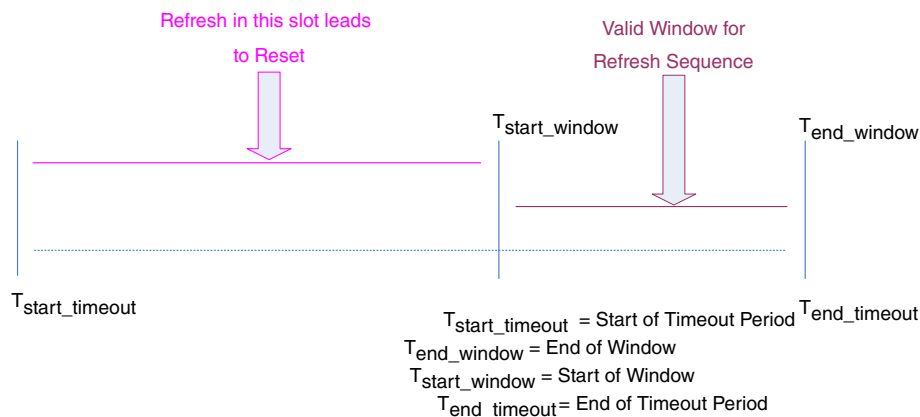 Refresh in this slot leads
to Reset
Valid Window for
Refresh Sequence
Tstart_window
Tend_window
Tstart_timeout
Tend_timeout
Tstart_timeout = Start of Timeout Period
Tend_window = End of Window
Tstart_window = Start of Window
Tend_timeout= End of Timeout Period